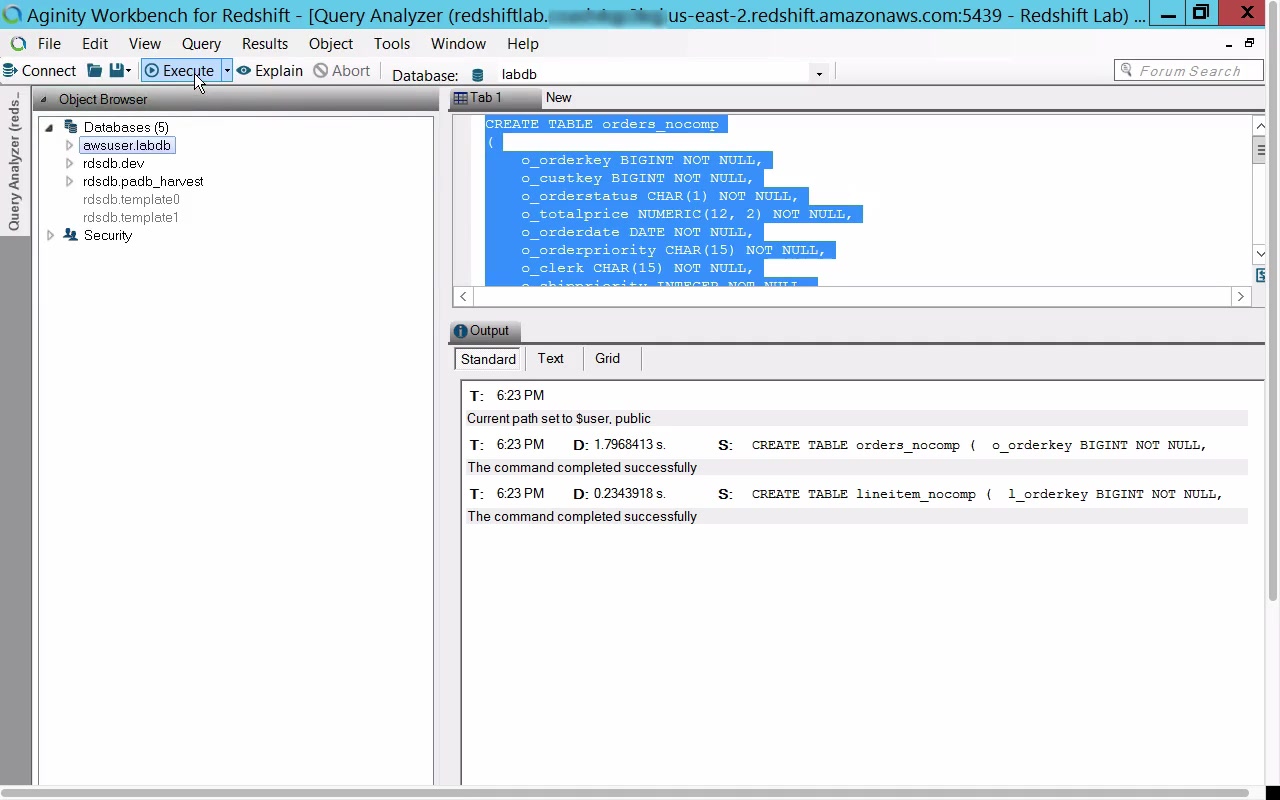 Aginity Workbench for Redshift - [Query Analyzer (redshiftlab. us-east-2.redshift.amazonaws.com:5439 - Redshift Lab) ...
File Edit View Query Results Object Tools Window Help
Connect Execute Explain Abort Database: labdb Forum Search
Query Analyzer (reds...
Object Browser
Databases (5)
awsuser.labdb
rdsdb.dev
rdsdb.padb_harvest
rdsdb.template0
rdsdb.template1
Security
Tab 1 New
CREATE TABLE orders_nocomp
(
o_orderkey BIGINT NOT NULL,
o_custkey BIGINT NOT NULL,
o_orderstatus CHAR(1) NOT NULL,
o_totalprice NUMERIC(12, 2) NOT NULL,
o_orderdate DATE NOT NULL,
o_orderpriority CHAR(15) NOT NULL,
o_clerk CHAR(15) NOT NULL,
o_shippriority INTEGER NOT NULL,
Output
Standard Text Grid
T: 6:23 PM
Current path set to $user, public
T: 6:23 PM D: 1.7968413 s. S: CREATE TABLE orders_nocomp ( o_orderkey BIGINT NOT NULL,
The command completed successfully
T: 6:23 PM D: 0.2343918 s. S: CREATE TABLE lineitem_nocomp ( l_orderkey BIGINT NOT NULL,
The command completed successfully